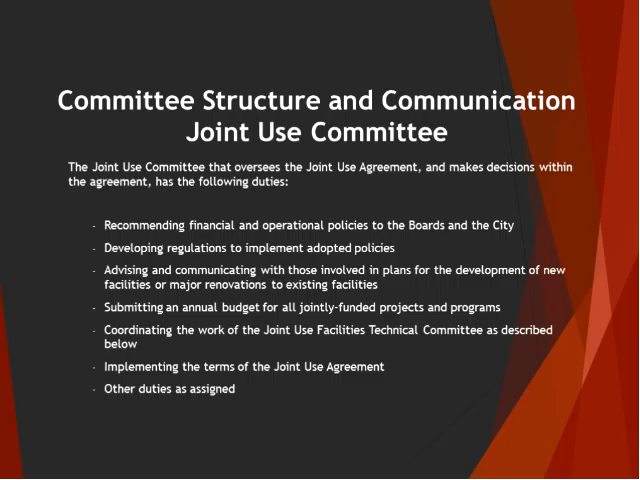 Committee Structure and Communication
Joint Use Committee
The Joint Use Committee that oversees the Joint Use Agreement, and makes decisions within
the agreement, has the following duties:
- Recommending financial and operational policies to the Boards and the City
- Developing regulations to implement adopted policies
- Advising and communicating with those involved in plans for the development of new
facilities or major renovations to existing facilities
- Submitting an annual budget for all jointly-funded projects and programs
- Coordinating the work of the Joint Use Facilities Technical Committee as described
below
- Implementing the terms of the Joint Use Agreement
- Other duties as assigned